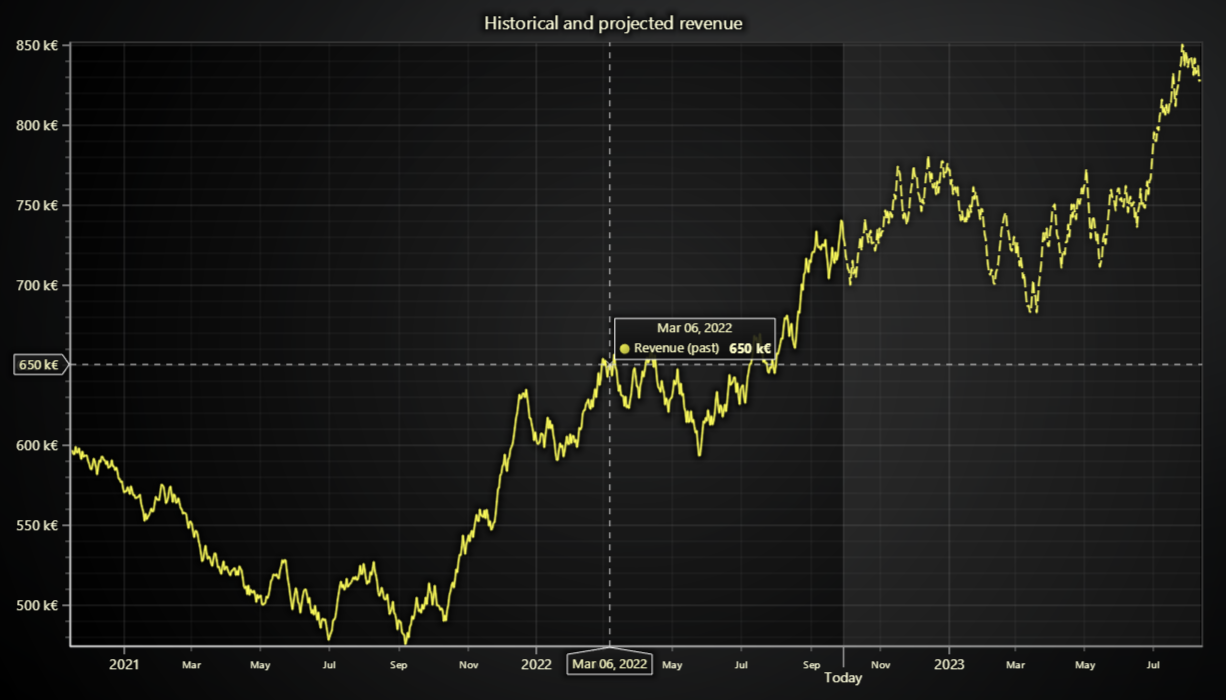 Historical and projected revenue
850 k€
800 k€
750 k€
700 k€
650 k€
600 k€
550 k€
500 k€
Mar 06, 2022
Revenue (past) 650 k€
2021 Mar May Jul Sep Nov 2022 Mar 06, 2022 May Jul Sep Nov 2023 Mar May Jul
Today